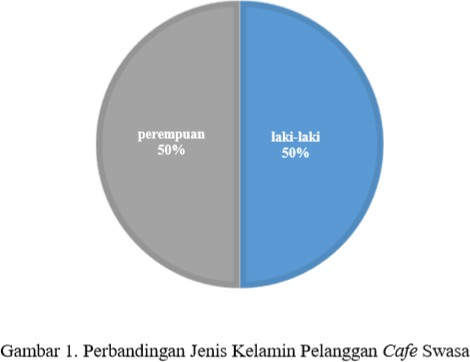 perempuan
50%
laki-laki
50%
Gambar 1. Perbandingan Jenis Kelamin Pelanggan Cafe Swasa